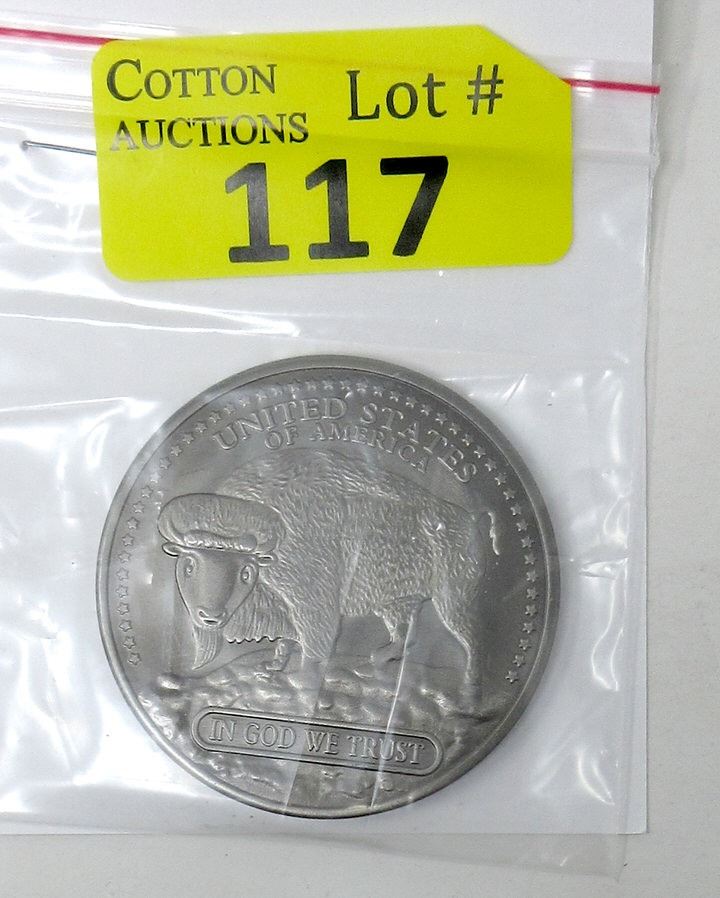 COTTON
AUCTIONS
Lot #
117
UNITED STATES
OF AMERICA
IN GOD WE TRUST